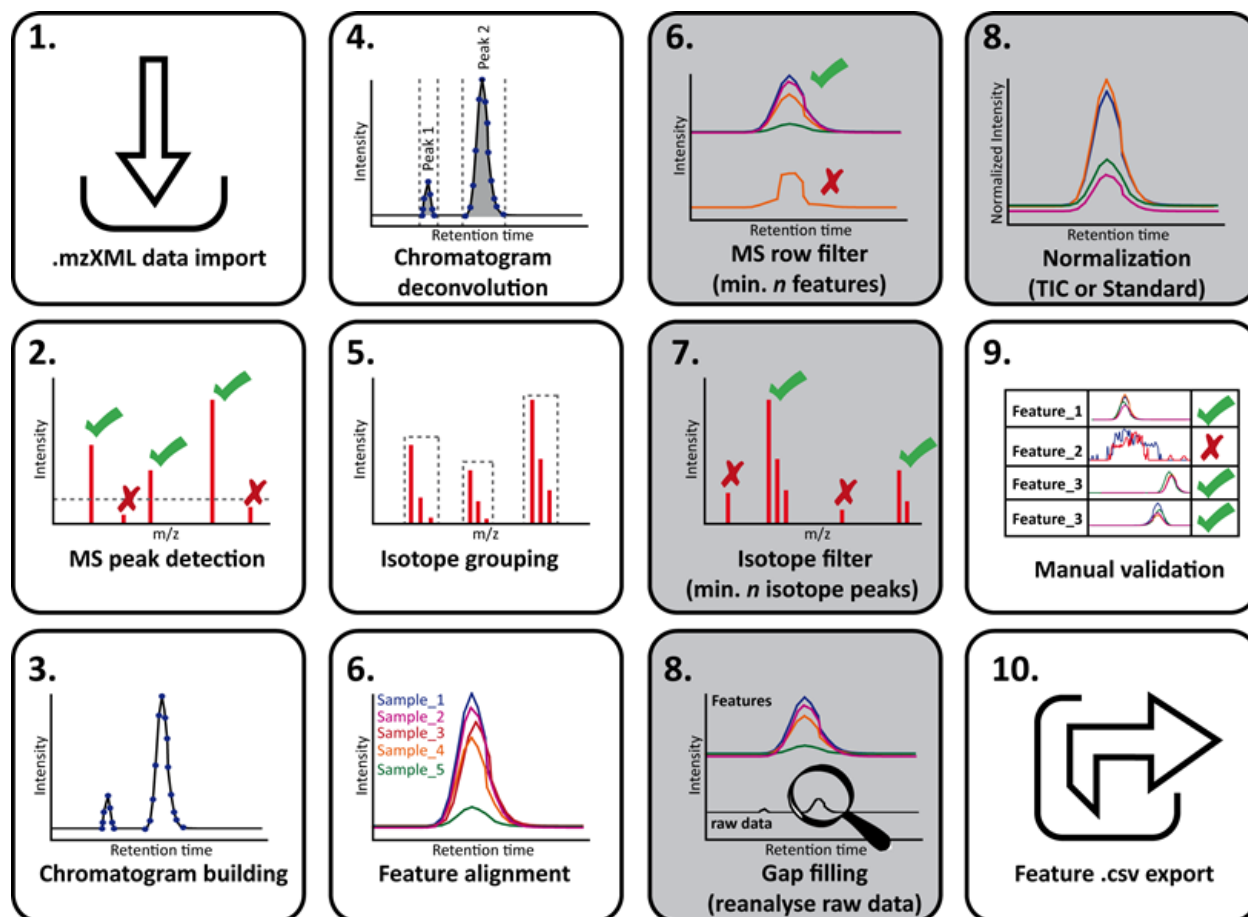 1.
.mzXML data import
2.
Intensity
m/z
MS peak detection
3.
Intensity
Retention time
Chromatogram building
4.
Peak 1
Peak 2
Intensity
Retention time
Chromatogram
deconvolution
5.
Intensity
m/z
Isotope grouping
6.
Sample_1
Sample_2
Sample_3
Sample_4
Sample_5
Intensity
Retention time
Feature alignment
6.
Intensity
Retention time
MS row filter
(min. n features)
7.
Intensity
m/z
Isotope filter
(min. n isotope peaks)
8.
Features
Intensity
raw data
Retention time
Gap filling
(reanalyse raw data)
8.
Normalized Intensity
Retention time
Normalization
(TIC or Standard)
9.
Feature_1
Feature_2
Feature_3
Feature_3
Manual validation
10.
Feature .csv export